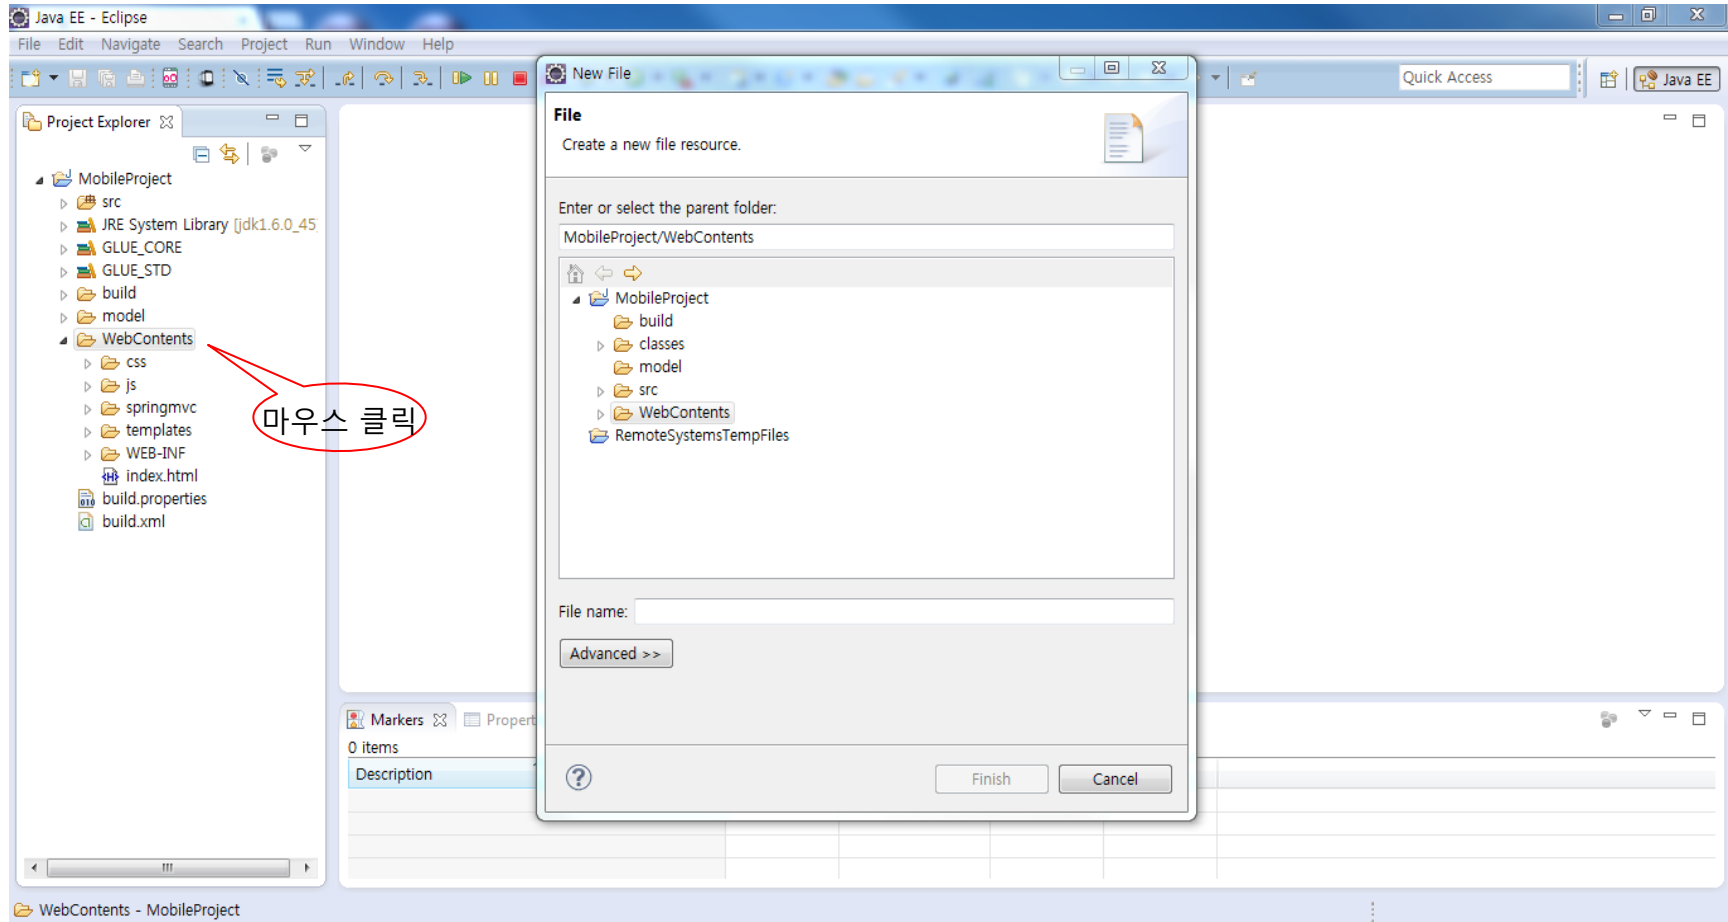 Java EE - Eclipse
File Edit Navigate Search Project Run Window Help
Quick Access
Java EE
Project Explorer
MobileProject
src
JRE System Library [jdk1.6.0_45
GLUE_CORE
GLUE_STD
build
model
WebContents
css
js
springmvc
templates
WEB-INF
index.html
build.properties
build.xml
마우스 클릭
New File
File
Create a new file resource.
Enter or select the parent folder:
MobileProject/WebContents
MobileProject
build
classes
model
src
WebContents
RemoteSystemsTempFiles
File name:
Advanced >>
Finish Cancel
Markers Propert
0 items
Description
WebContents - MobileProject